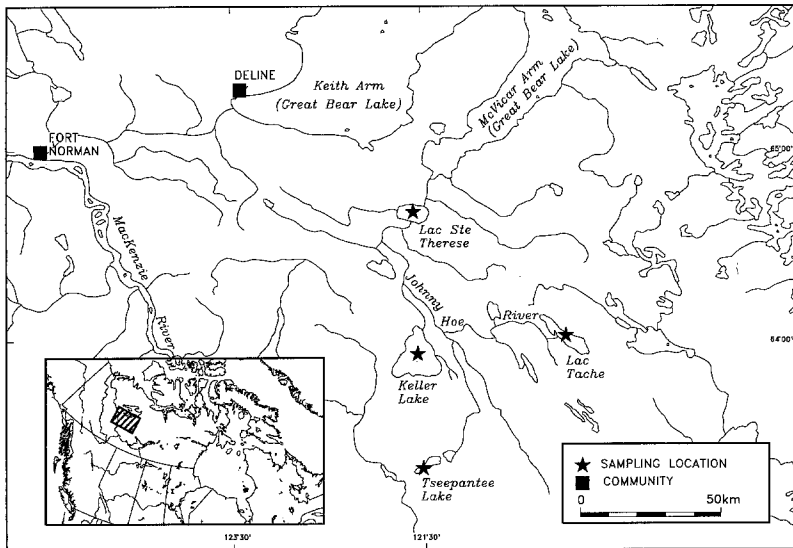 DELINE
Keith Arm
(Great Bear Lake)
McVicar Arm
(Great Bear Lake)
FORT
NORMAN
65°00'
MacKenzie
River
Lac Ste
Therese
Johnny
Hoe
River
64°00'
Lac
Tache
Keller
Lake
Tseepantee
Lake
SAMPLING LOCATION
COMMUNITY
0 50km
123°30'
121°30'